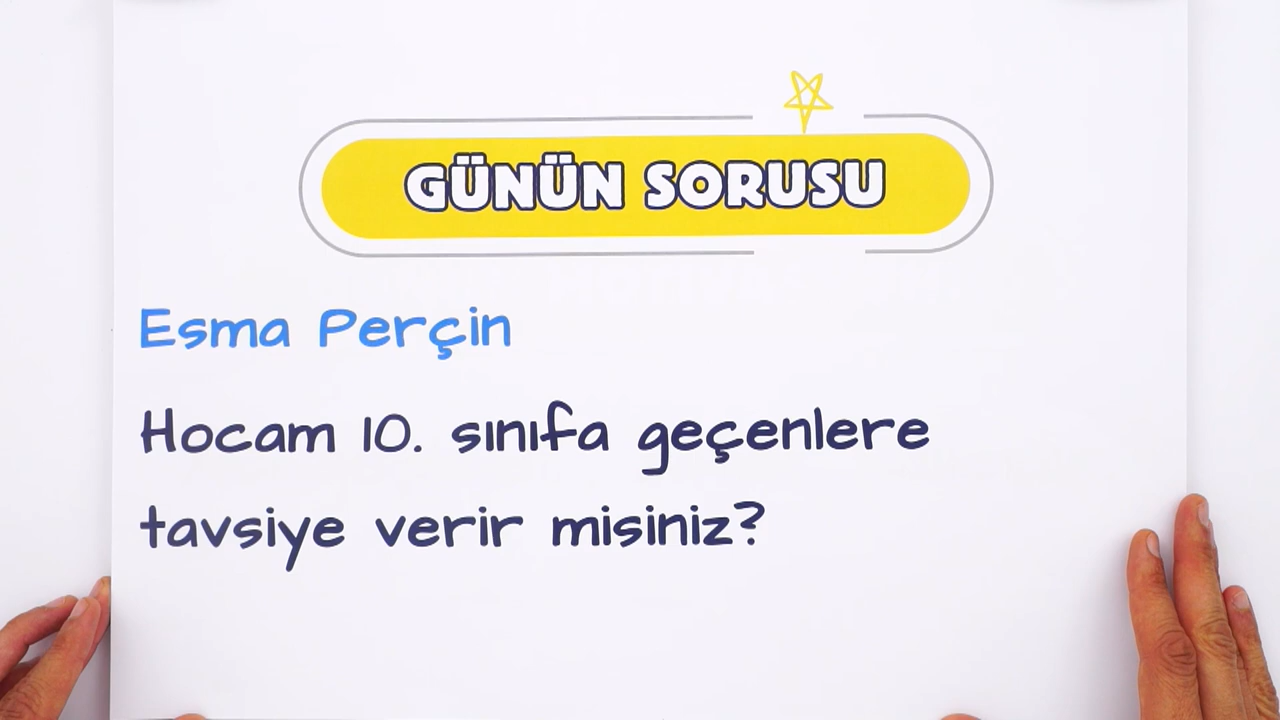 GÜNÜN SORUSU
Esma Perçin
Hocam 10. sınıfa geçenlere
tavsiye verir misiniz?